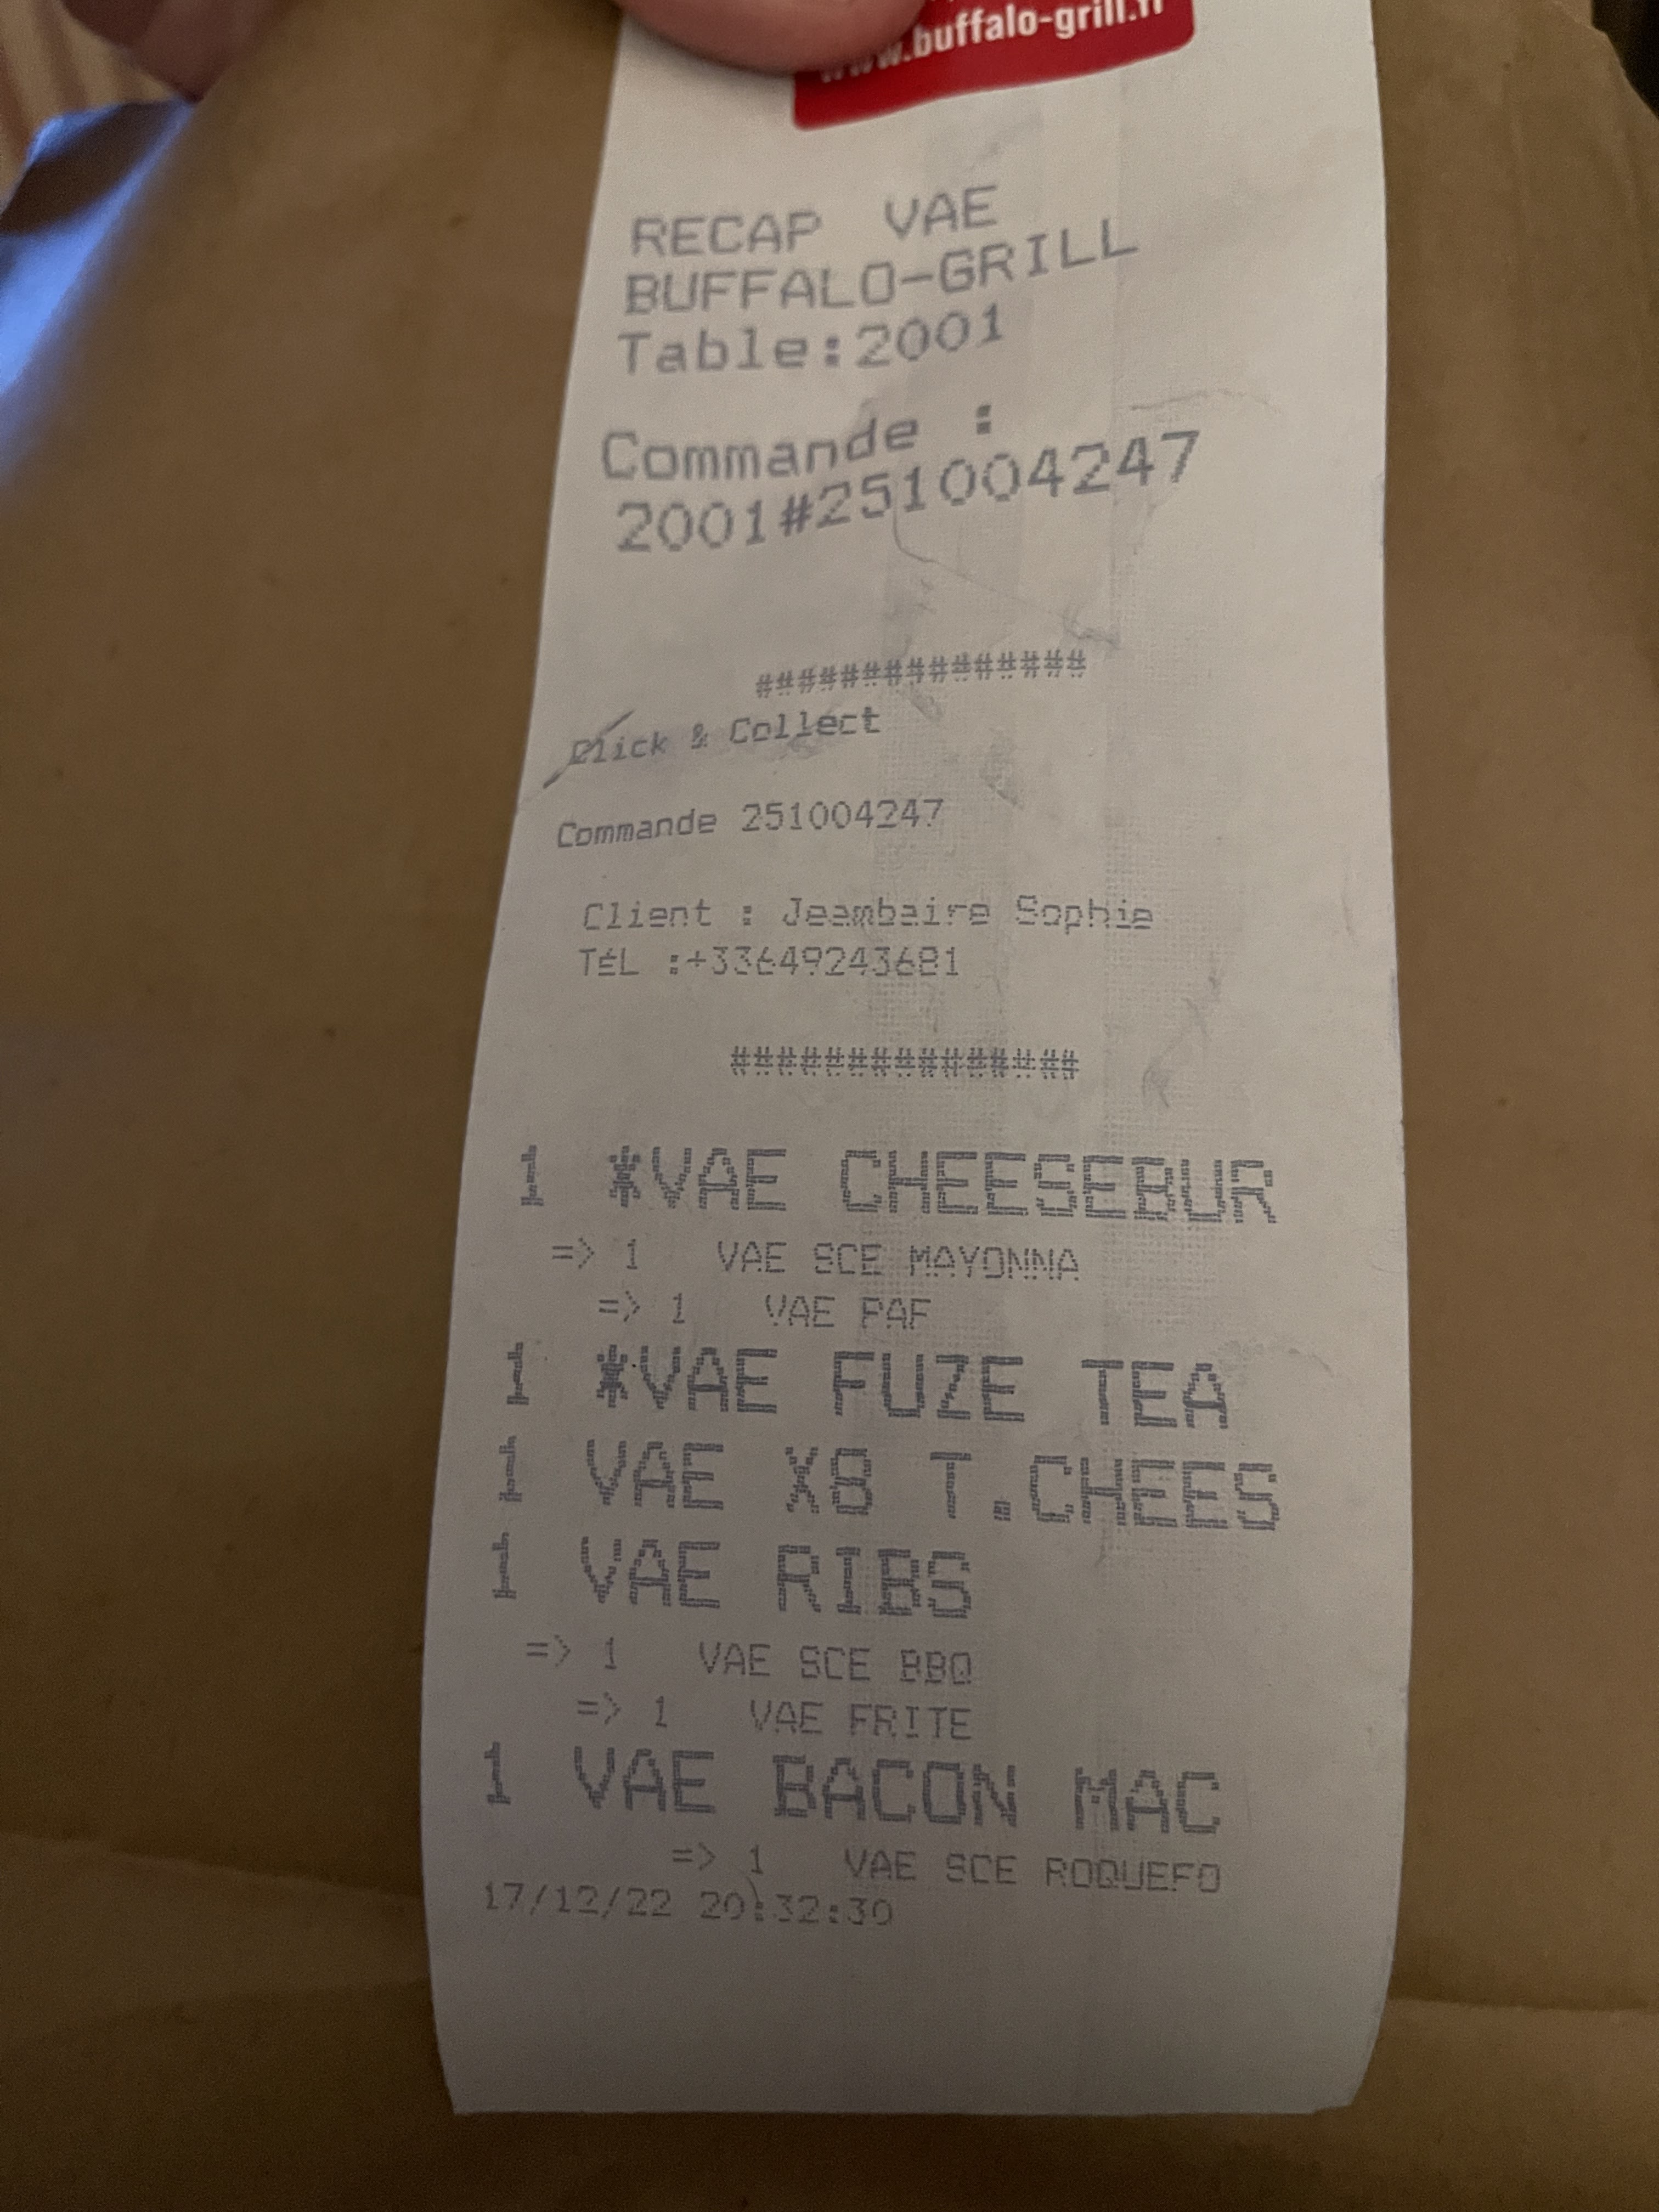 www.buffalo-grill.fr
RECAP VAE
BUFFALO-GRILL
Table:2001
Commande :
2001#251004247
###############
Click & Collect
Commande 251004247
Client : Jeambaire Sophie
TéL :+33649243681
###############
1 *VAE CHEESEBUR
=> 1 VAE SCE MAYONNA
=> 1 VAE PAF
1 *VAE FUZE TEA
1 VAE X8 T.CHEES
1 VAE RIBS
=> 1 VAE SCE BBQ
=> 1 VAE FRITE
1 VAE BACON MAC
=> 1 VAE SCE ROQUEFO
17/12/22 20:32:30